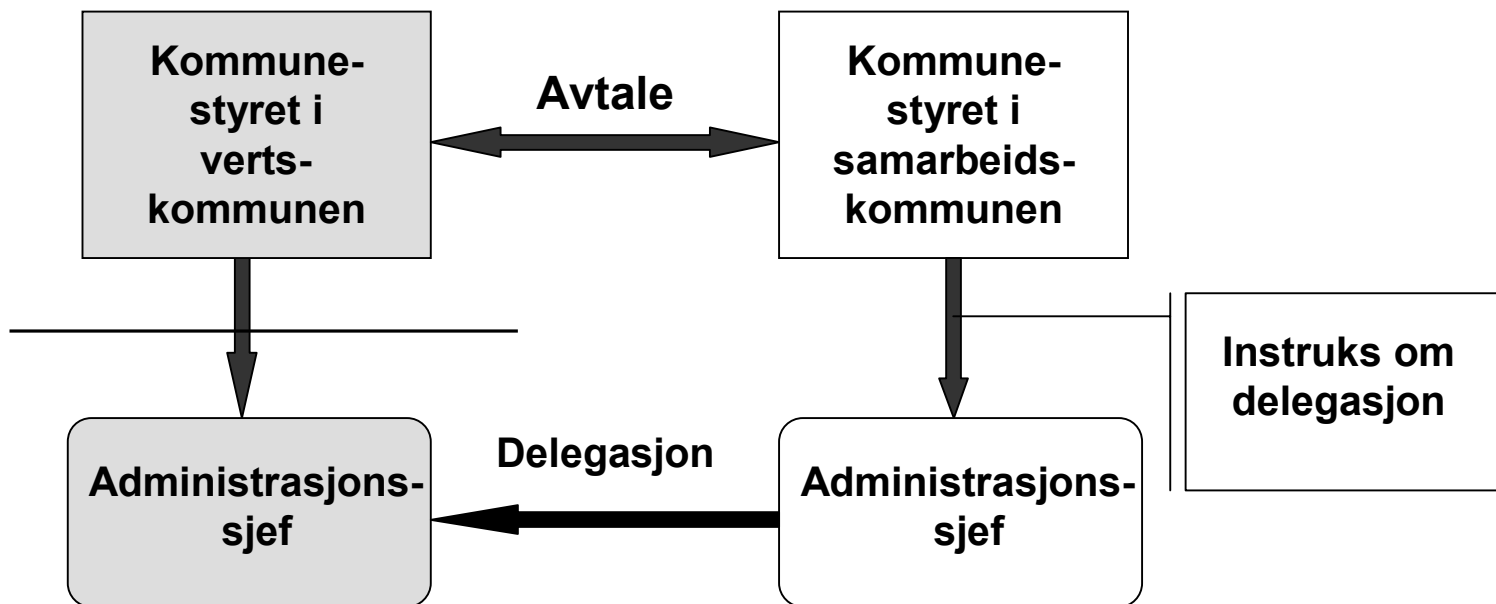 Kommune-
styret i
verts-
kommunen
Avtale
Kommune-
styret i
samarbeids-
kommunen
Instruks om
delegasjon
Administrasjons-
sjef
Delegasjon
Administrasjons-
sjef